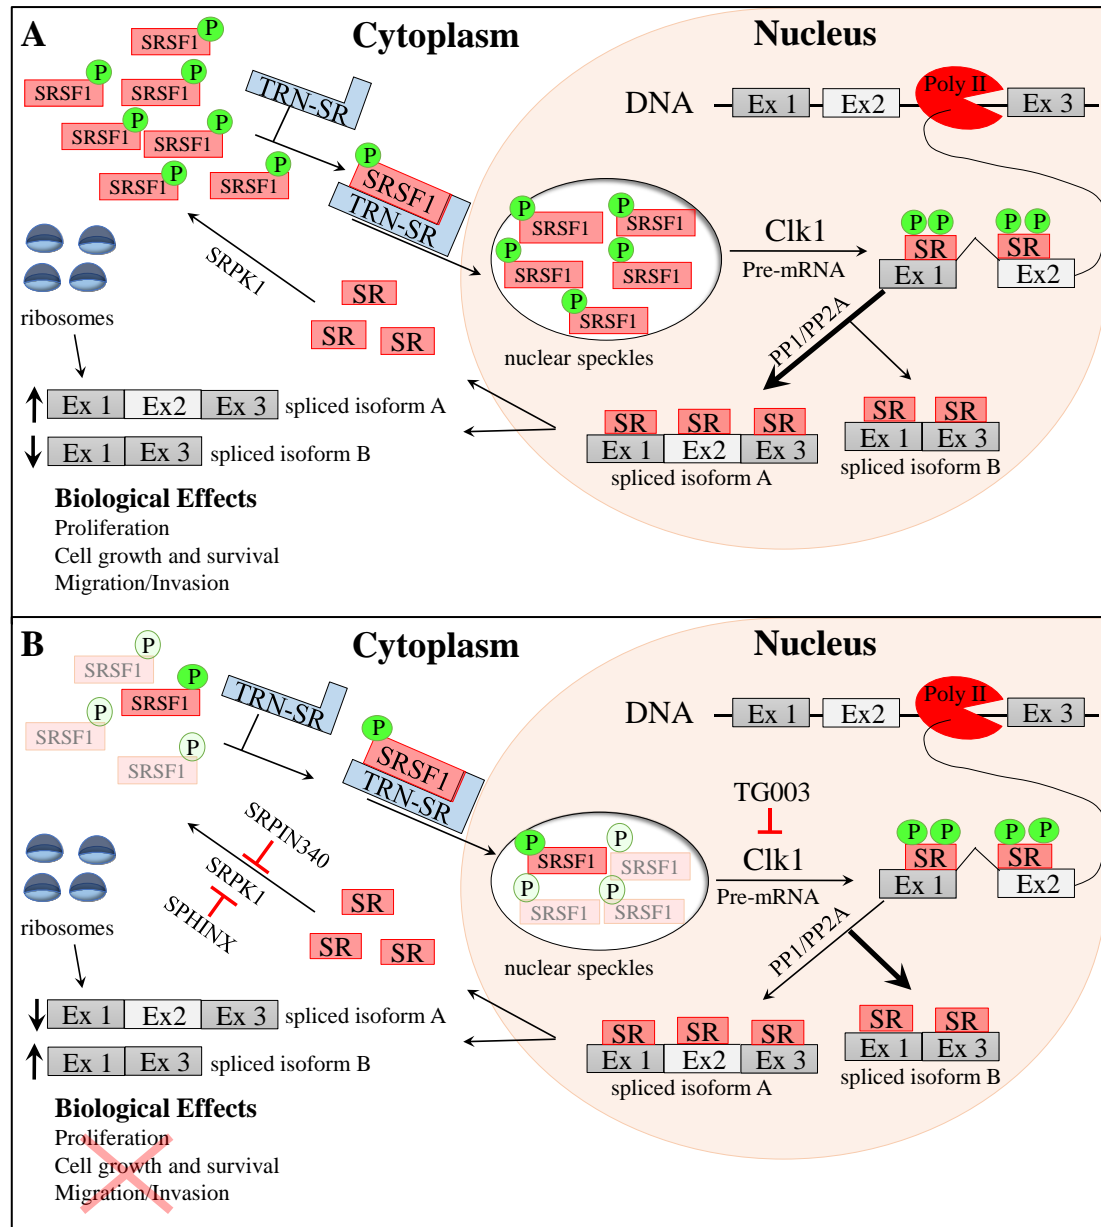 A
Cytoplasm
Nucleus
P
SRSF1
P
SRSF1
P
SRSF1
P
SRSF1
P
SRSF1
P
SRSF1
P
SRSF1
TRN-SR
P
SRSF1
TRN-SR
DNA
Ex 1
Ex2
Poly II
Ex 3
P
SRSF1
P
SRSF1
P
SRSF1
P
SRSF1
P
SRSF1
nuclear speckles
Clk1
Pre-mRNA
P P
SR
Ex 1
P P
SR
Ex2
SRPK1
SR
SR
SR
ribosomes
PP1/PP2A
Ex 1 Ex2 Ex 3 spliced isoform A
Ex 1 Ex 3 spliced isoform B
SR SR SR
Ex 1 Ex2 Ex 3
spliced isoform A
SR SR
Ex 1 Ex 3
spliced isoform B
Biological Effects
Proliferation
Cell growth and survival
Migration/Invasion
B
Cytoplasm
Nucleus
P
SRSF1
P
SRSF1
P
SRSF1
P
SRSF1
TRN-SR
P
SRSF1
TRN-SR
DNA
Ex 1
Ex2
Poly II
Ex 3
TG003
Clk1
Pre-mRNA
P
SRSF1
P
SRSF1
P
SRSF1
P
SRSF1
nuclear speckles
P P
SR
Ex 1
P P
SR
Ex2
SRPIN340
SRPK1
SPHINX
SR
SR
SR
ribosomes
PP1/PP2A
Ex 1 Ex2 Ex 3 spliced isoform A
Ex 1 Ex 3 spliced isoform B
SR SR SR
Ex 1 Ex2 Ex 3
spliced isoform A
SR SR
Ex 1 Ex 3
spliced isoform B
Biological Effects
Proliferation
Cell growth and survival
Migration/Invasion